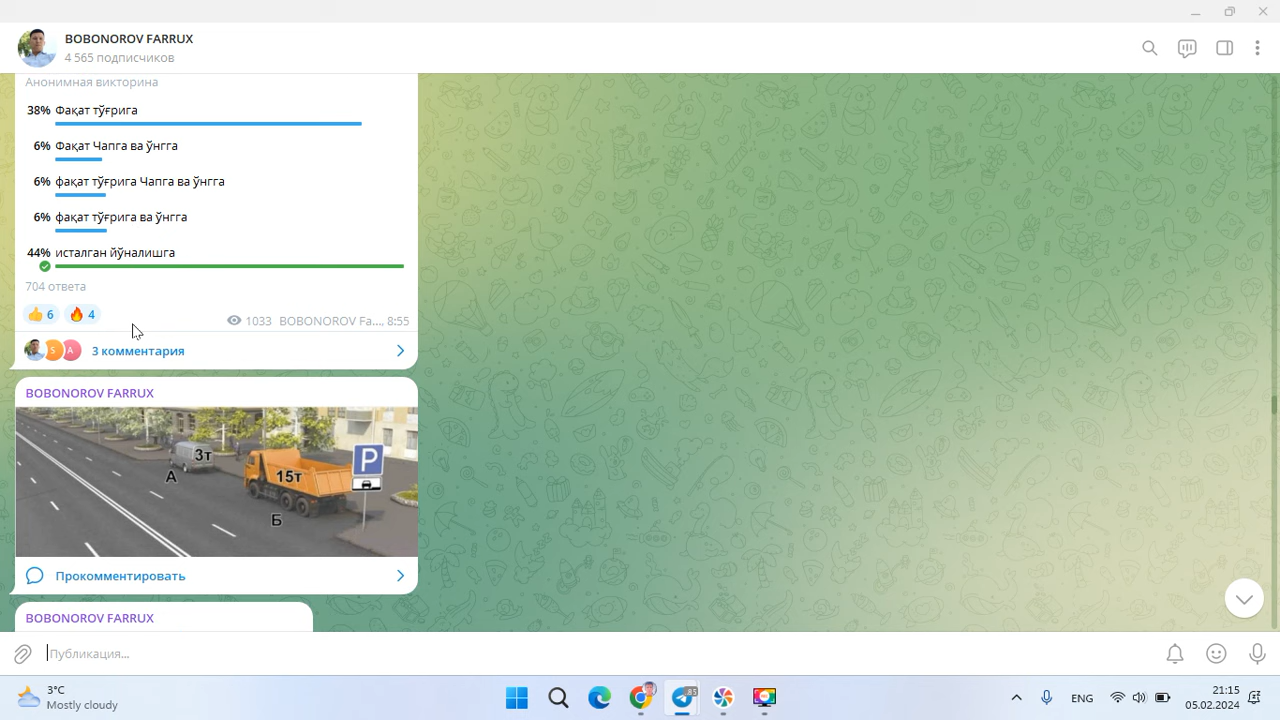 BOBONOROV FARRUX
4 565 подписчиков
Анонимная викторина
38% Фақат тўғрига
6% Фақат Чапга ва ўнгга
6% фақат тўғрига Чапга ва ўнгга
6% фақат тўғрига ва ўнгга
44% исталган йўналишга
704 ответа
👍 6 🔥 4 1033 BOBONOROV Fa..., 8:55
S A 3 комментария
BOBONOROV FARRUX
3т
A
P
15т
Б
Прокомментировать
BOBONOROV FARRUX
Публикация...
3°C
Mostly cloudy
.85
ENG
21:15
05.02.2024